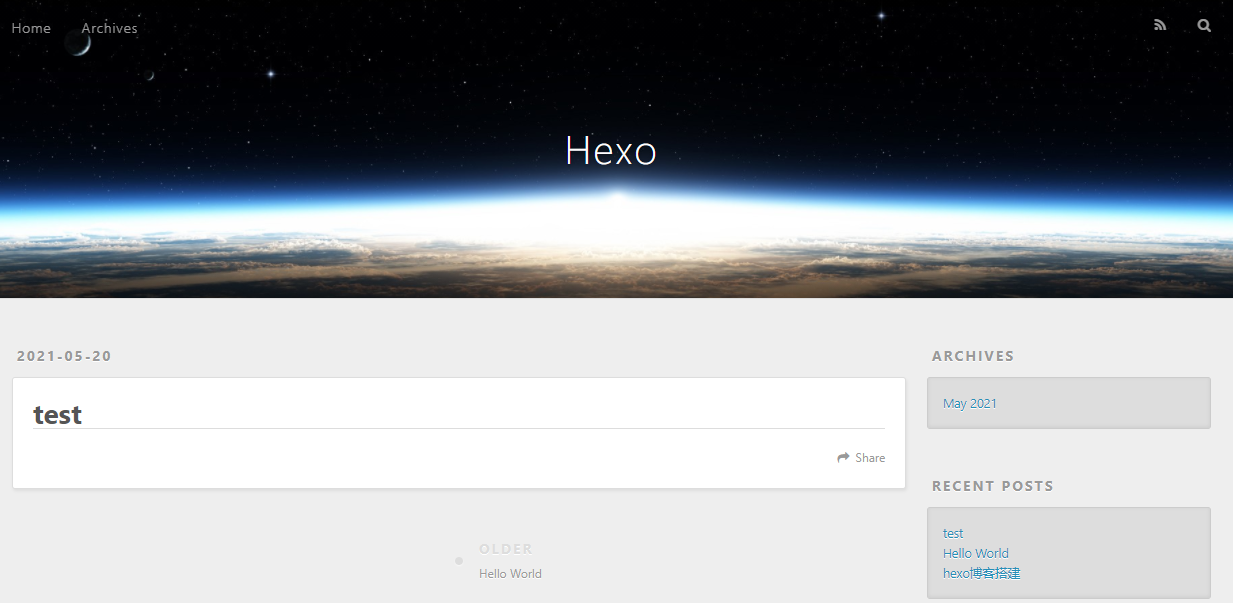 Home Archives
Hexo
2021-05-20
test
Share
OLDER
Hello World
ARCHIVES
May 2021
RECENT POSTS
test
Hello World
hexo博客搭建